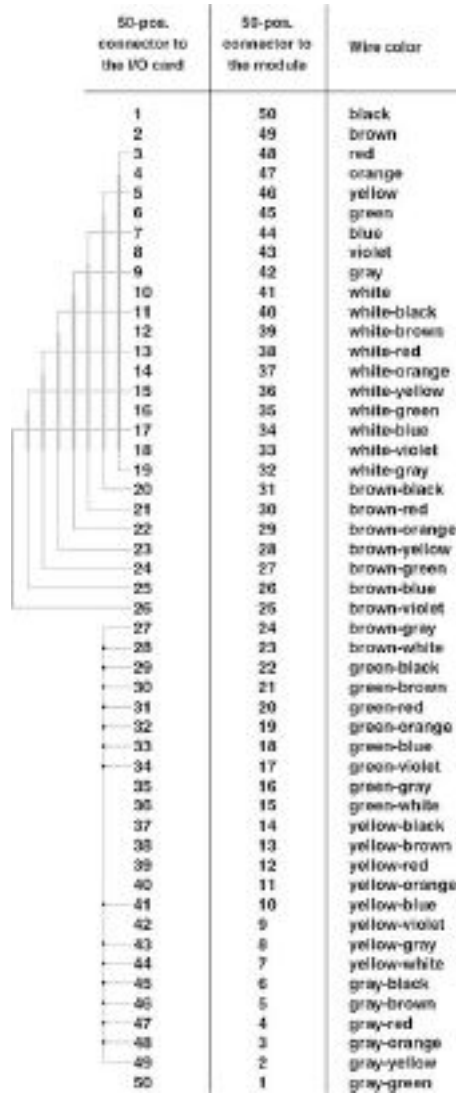 50-pos. 50-pos.
connector to connector to Wire color
the I/O card the module
1 50 black
2 49 brown
3 48 red
4 47 orange
5 46 yellow
6 45 green
7 44 blue
8 43 violet
9 42 gray
10 41 white
11 40 white-black
12 39 white-brown
13 38 white-red
14 37 white-orange
15 36 white-yellow
16 35 white-green
17 34 white-blue
18 33 white-violet
19 32 white-gray
20 31 brown-black
21 30 brown-red
22 29 brown-orange
23 28 brown-yellow
24 27 brown-green
25 26 brown-blue
26 25 brown-violet
27 24 brown-gray
28 23 brown-white
29 22 green-black
30 21 green-brown
31 20 green-red
32 19 green-orange
33 18 green-blue
34 17 green-violet
35 16 green-gray
36 15 green-white
37 14 yellow-black
38 13 yellow-brown
39 12 yellow-red
40 11 yellow-orange
41 10 yellow-blue
42 9 yellow-violet
43 8 yellow-gray
44 7 yellow-white
45 6 gray-black
46 5 gray-brown
47 4 gray-red
48 3 gray-orange
49 2 gray-yellow
50 1 gray-green